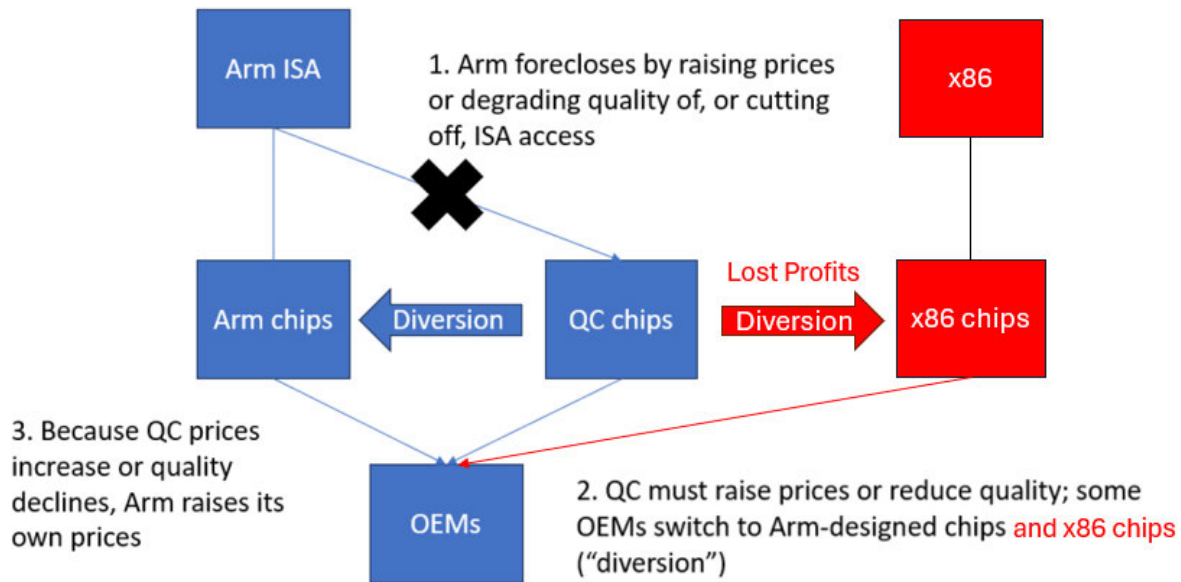 Arm ISA
1. Arm forecloses by raising prices
or degrading quality of, or cutting
off, ISA access
x86
Arm chips
Diversion
QC chips
Lost Profits
Diversion
x86 chips
3. Because QC prices
increase or quality
declines, Arm raises its
own prices
OEMs
2. QC must raise prices or reduce quality; some
OEMs switch to Arm-designed chips and x86 chips
(“diversion”)